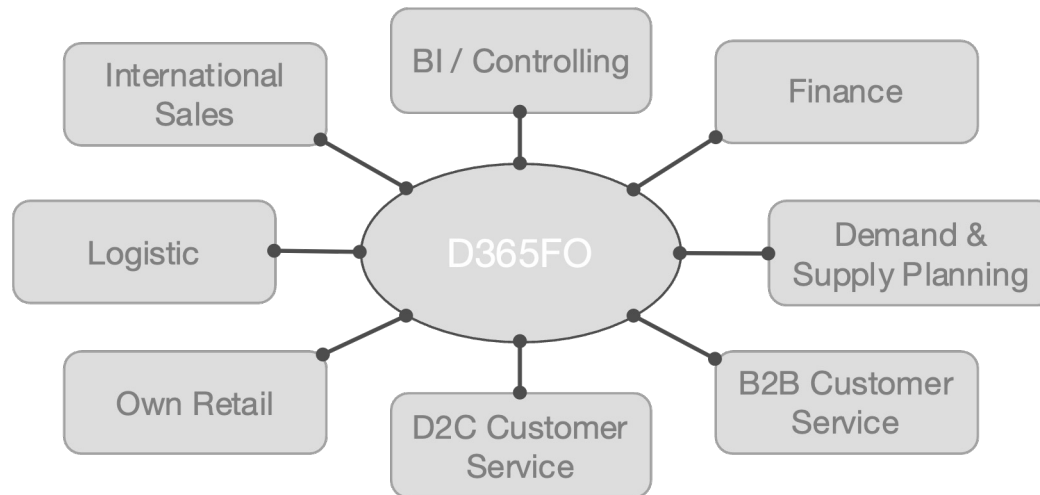 BI / Controlling
International
Sales
Finance
Logistic
D365FO
Demand &
Supply Planning
Own Retail
D2C Customer
Service
B2B Customer
Service